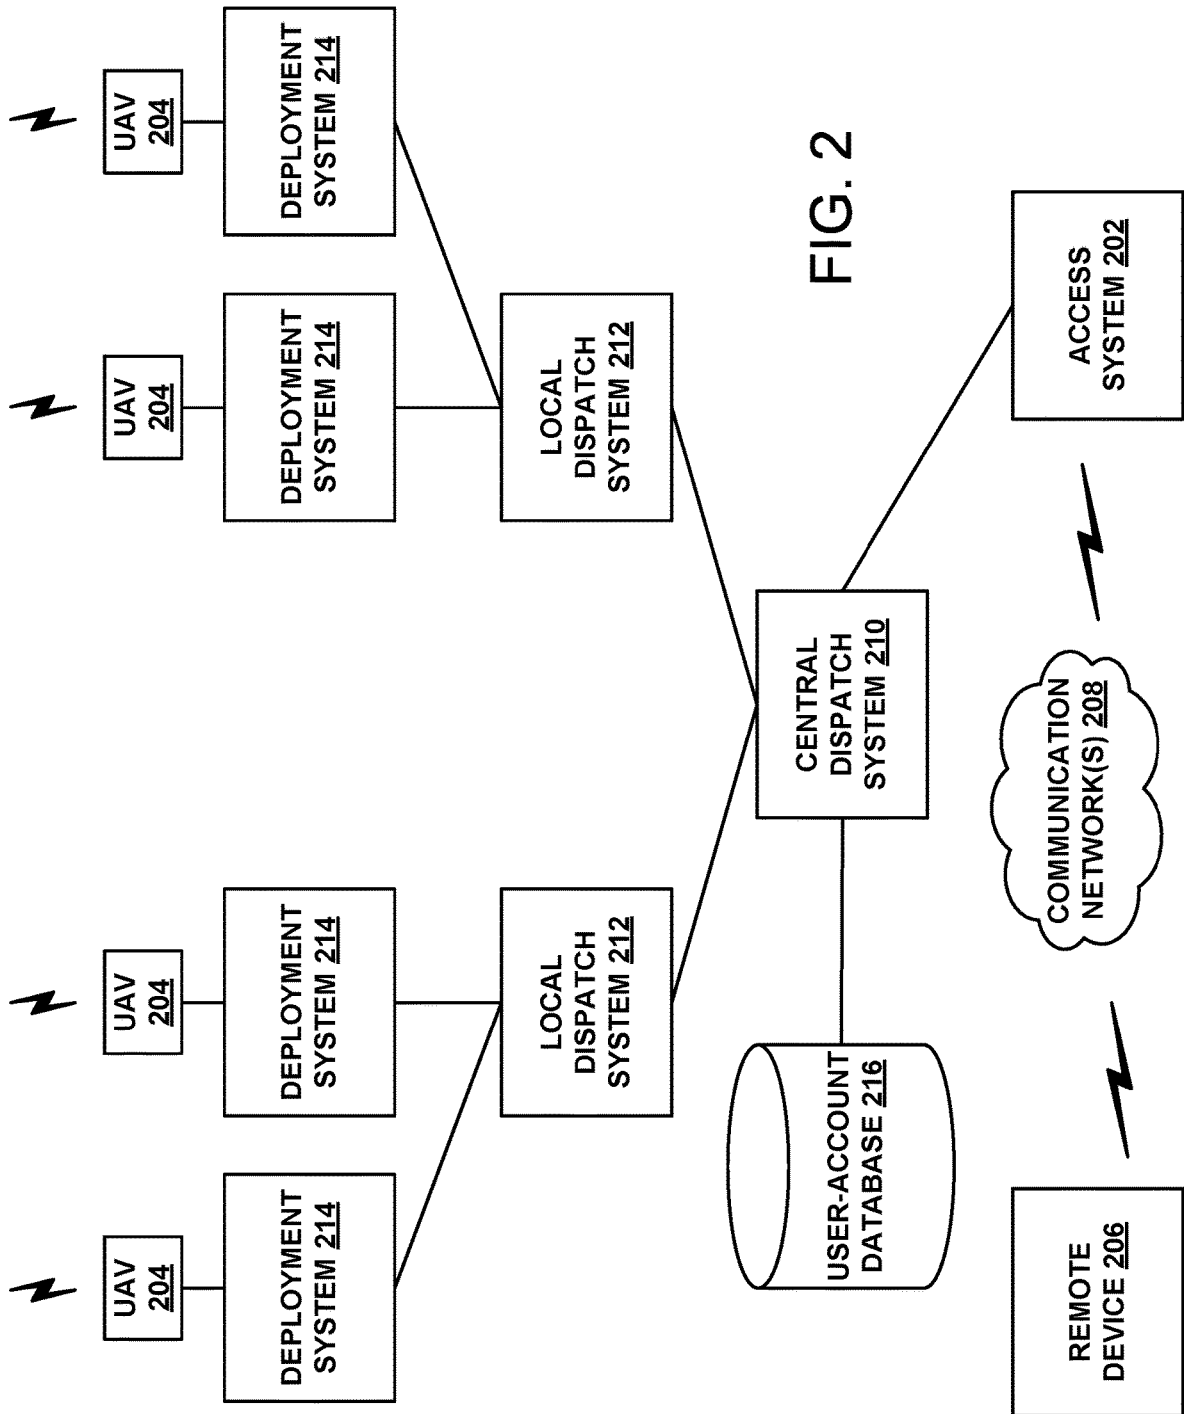 UAV
204
UAV
204
UAV
204
UAV
204
DEPLOYMENT
SYSTEM 214
DEPLOYMENT
SYSTEM 214
DEPLOYMENT
SYSTEM 214
DEPLOYMENT
SYSTEM 214
LOCAL
DISPATCH
SYSTEM 212
LOCAL
DISPATCH
SYSTEM 212
USER-ACCOUNT
DATABASE 216
CENTRAL
DISPATCH
SYSTEM 210
FIG. 2
REMOTE
DEVICE 206
COMMUNICATION
NETWORK(S) 208
ACCESS
SYSTEM 202